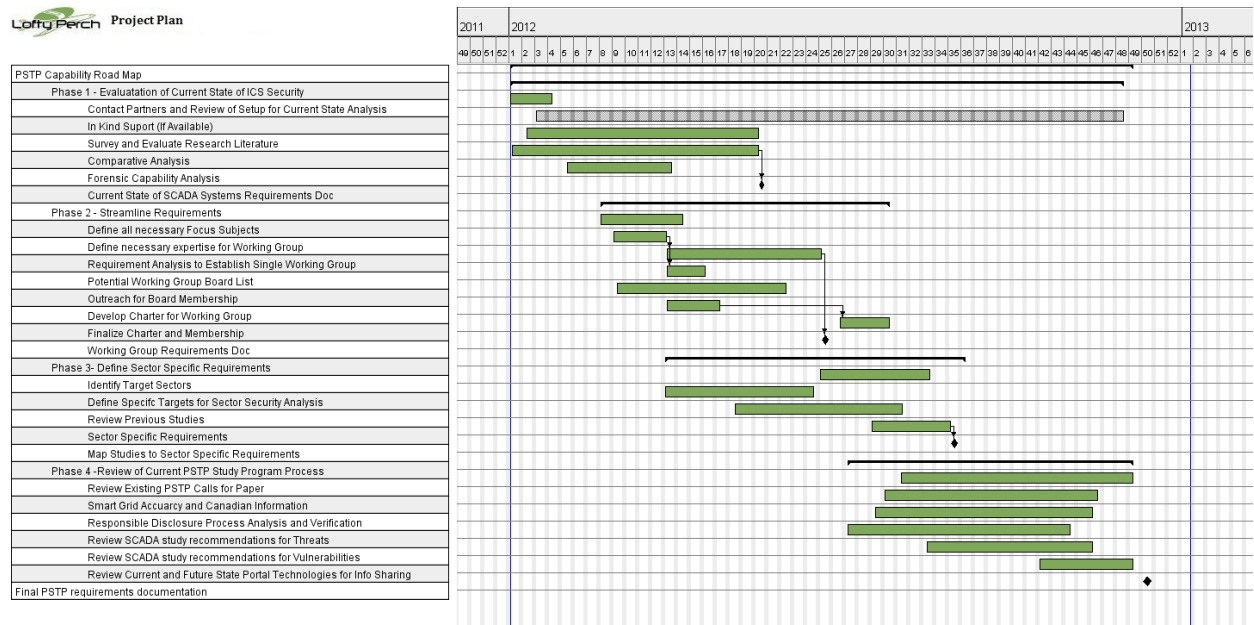 Lofty Perch Project Plan
2011 2012 2013
49 50 51 52 1 2 3 4 5 6 7 8 9 10 11 12 13 14 15 16 17 18 19 20 21 22 23 24 25 26 27 28 29 30 31 32 33 34 35 36 37 38 39 40 41 42 43 44 45 46 47 48 49 50 51 52 1 2 3 4 5 6
PSTP Capability Road Map
Phase 1 - Evaluatation of Current State of ICS Security
Contact Partners and Review of Setup for Current State Analysis
In Kind Suport (If Available)
Survey and Evaluate Research Literature
Comparative Analysis
Forensic Capability Analysis
Current State of SCADA Systems Requirements Doc
Phase 2 - Streamline Requirements
Define all necessary Focus Subjects
Define necessary expertise for Working Group
Requirement Analysis to Establish Single Working Group
Potential Working Group Board List
Outreach for Board Membership
Develop Charter for Working Group
Finalize Charter and Membership
Working Group Requirements Doc
Phase 3- Define Sector Specific Requirements
Identify Target Sectors
Define Specifc Targets for Sector Security Analysis
Review Previous Studies
Sector Specific Requirements
Map Studies to Sector Specific Requirements
Phase 4 -Review of Current PSTP Study Program Process
Review Existing PSTP Calls for Paper
Smart Grid Accuarcy and Canadian Information
Responsible Disclosure Process Analysis and Verification
Review SCADA study recommendations for Threats
Review SCADA study recommendations for Vulnerabilities
Review Current and Future State Portal Technologies for Info Sharing
Final PSTP requirements documentation